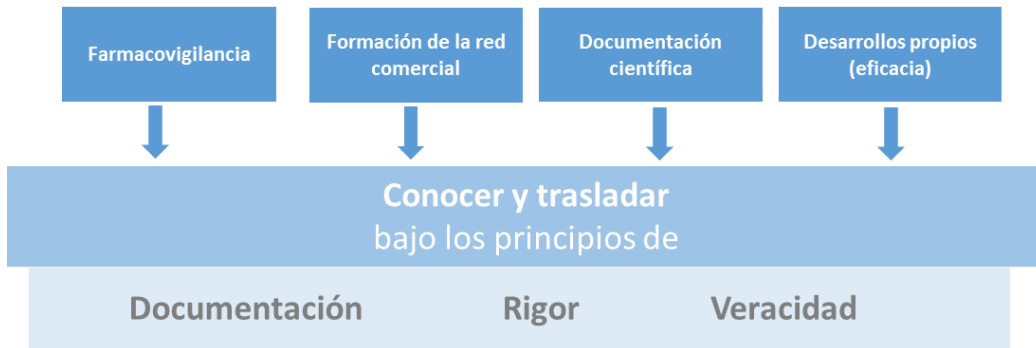 Farmacovigilancia
Formación de la red
comercial
Documentación
científica
Desarrollos propios
(eficacia)
Conocer y trasladar
bajo los principios de
Documentación Rigor Veracidad